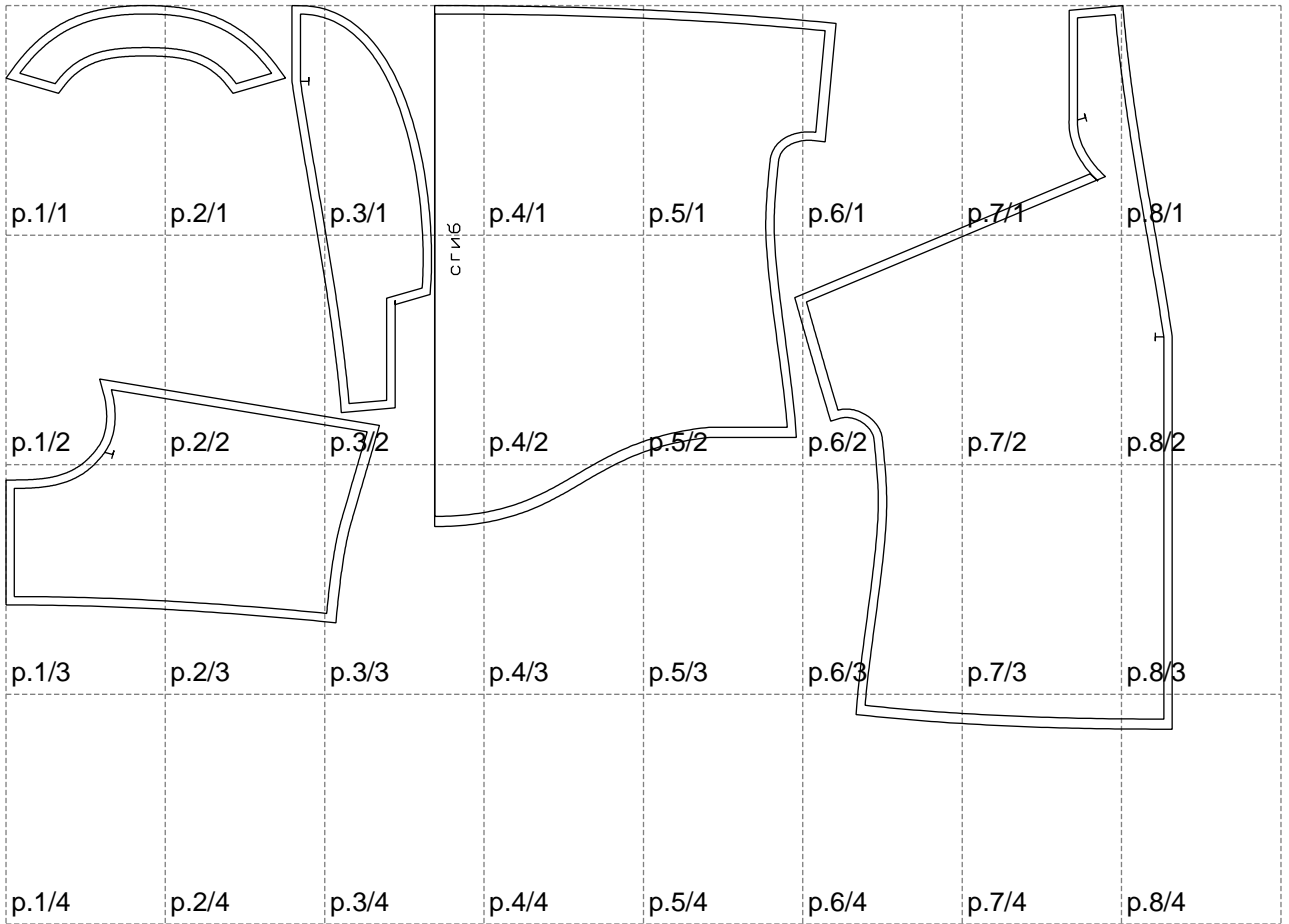 p.1/1 p.2/1 p.3/1 p.4/1 p.5/1 p.6/1 p.7/1 p.8/1
сгиб
p.1/2 p.2/2 p.3/2 p.4/2 p.5/2 p.6/2 p.7/2 p.8/2
p.1/3 p.2/3 p.3/3 p.4/3 p.5/3 p.6/3 p.7/3 p.8/3
p.1/4 p.2/4 p.3/4 p.4/4 p.5/4 p.6/4 p.7/4 p.8/4